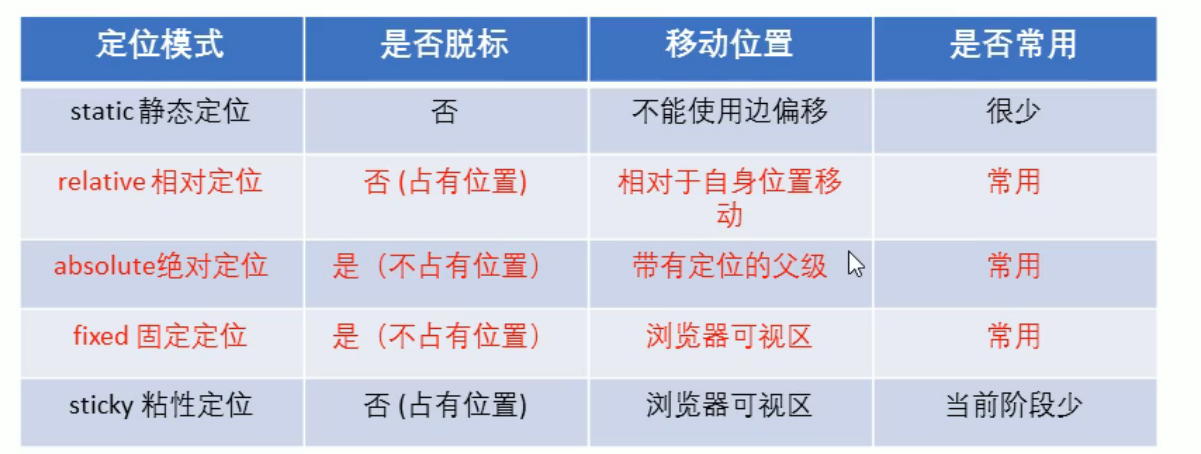 定位模式 是否脱标 移动位置 是否常用
static 静态定位 否 不能使用边偏移 很少
relative 相对定位 否 (占有位置) 相对于自身位置移 常用
动
absolute绝对定位 是（不占有位置） 带有定位的父级 常用
fixed 固定定位 是（不占有位置） 浏览器可视区 常用
sticky 粘性定位 否 (占有位置) 浏览器可视区 当前阶段少